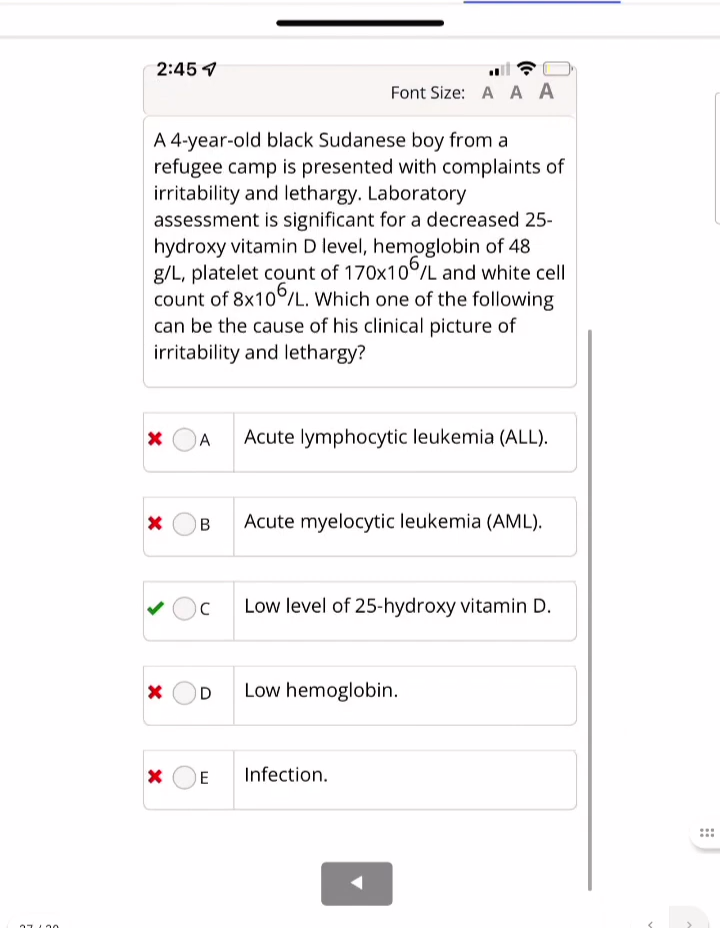 2:45
Font Size: A A A
A 4-year-old black Sudanese boy from a
refugee camp is presented with complaints of
irritability and lethargy. Laboratory
assessment is significant for a decreased 25-
hydroxy vitamin D level, hemoglobin of 48
g/L, platelet count of 170x10⁶/L and white cell
count of 8x10⁶/L. Which one of the following
can be the cause of his clinical picture of
irritability and lethargy?
A Acute lymphocytic leukemia (ALL).
B Acute myelocytic leukemia (AML).
C Low level of 25-hydroxy vitamin D.
D Low hemoglobin.
E Infection.